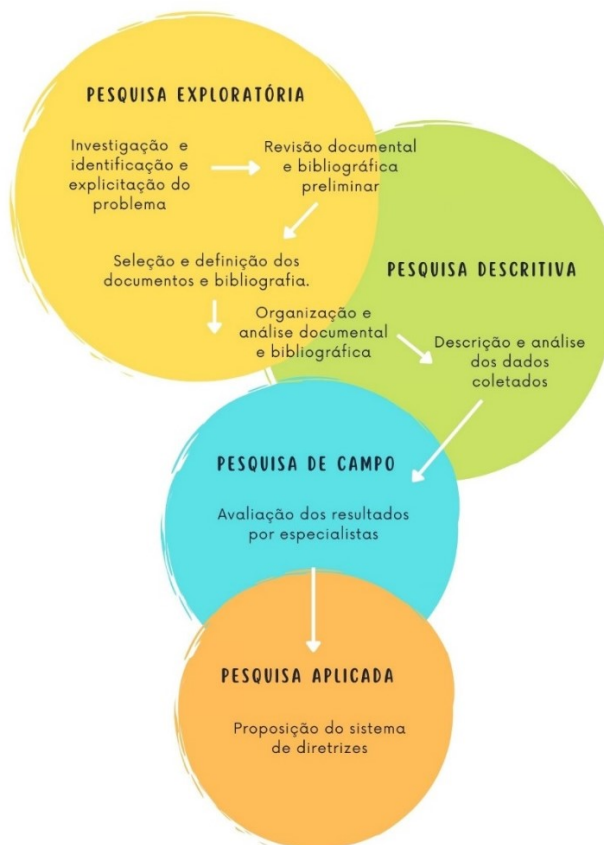 PESQUISA EXPLORATÓRIA
Investigação e
identificação e
explicitação do
problema
Revisão documental
e bibliográfica
preliminar
Seleção e definição dos
documentos e bibliografia.
Organização e
análise documental
e bibliográfica
PESQUISA DESCRITIVA
Descrição e análise
dos dados
coletados
PESQUISA DE CAMPO
Avaliação dos resultados
por especialistas
PESQUISA APLICADA
Proposição do sistema
de diretrizes